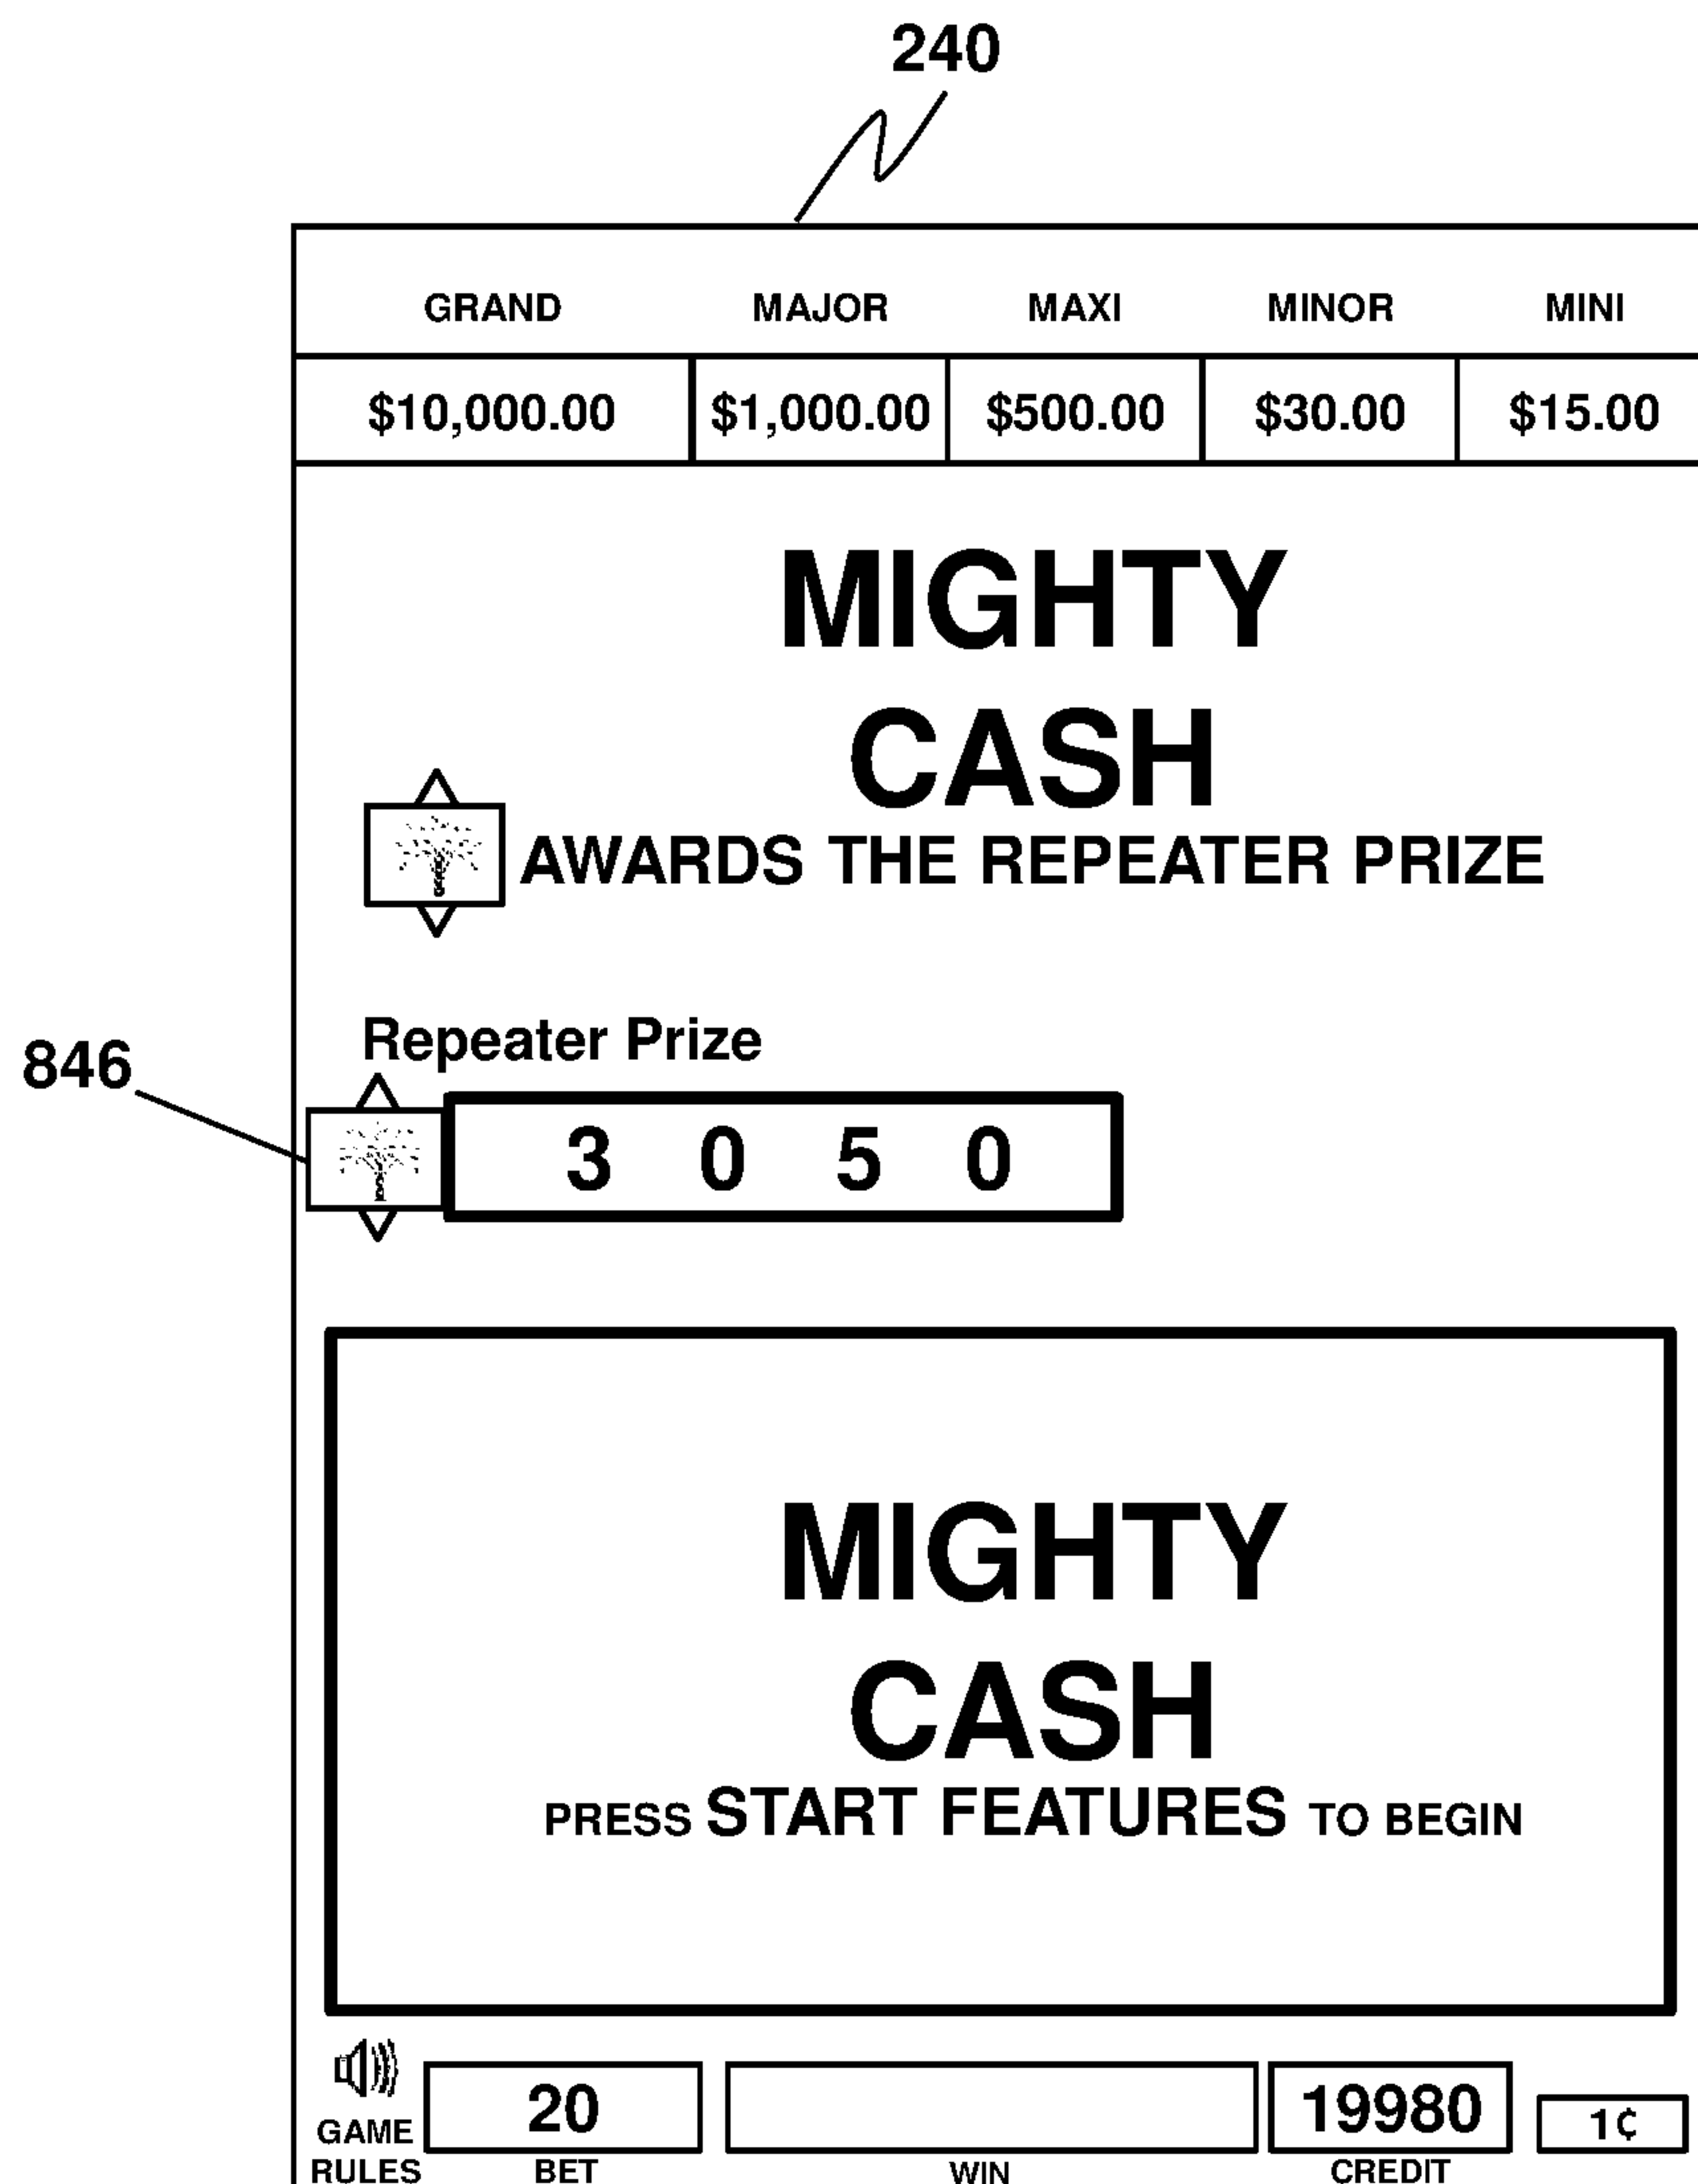 240
GRAND MAJOR MAXI MINOR MINI
$10,000.00 $1,000.00 $500.00 $30.00 $15.00
MIGHTY
CASH
AWARDS THE REPEATER PRIZE
Repeater Prize
846
3 0 5 0
MIGHTY
CASH
PRESS START FEATURES TO BEGIN
20 19980 1¢
GAME
RULES BET WIN CREDIT